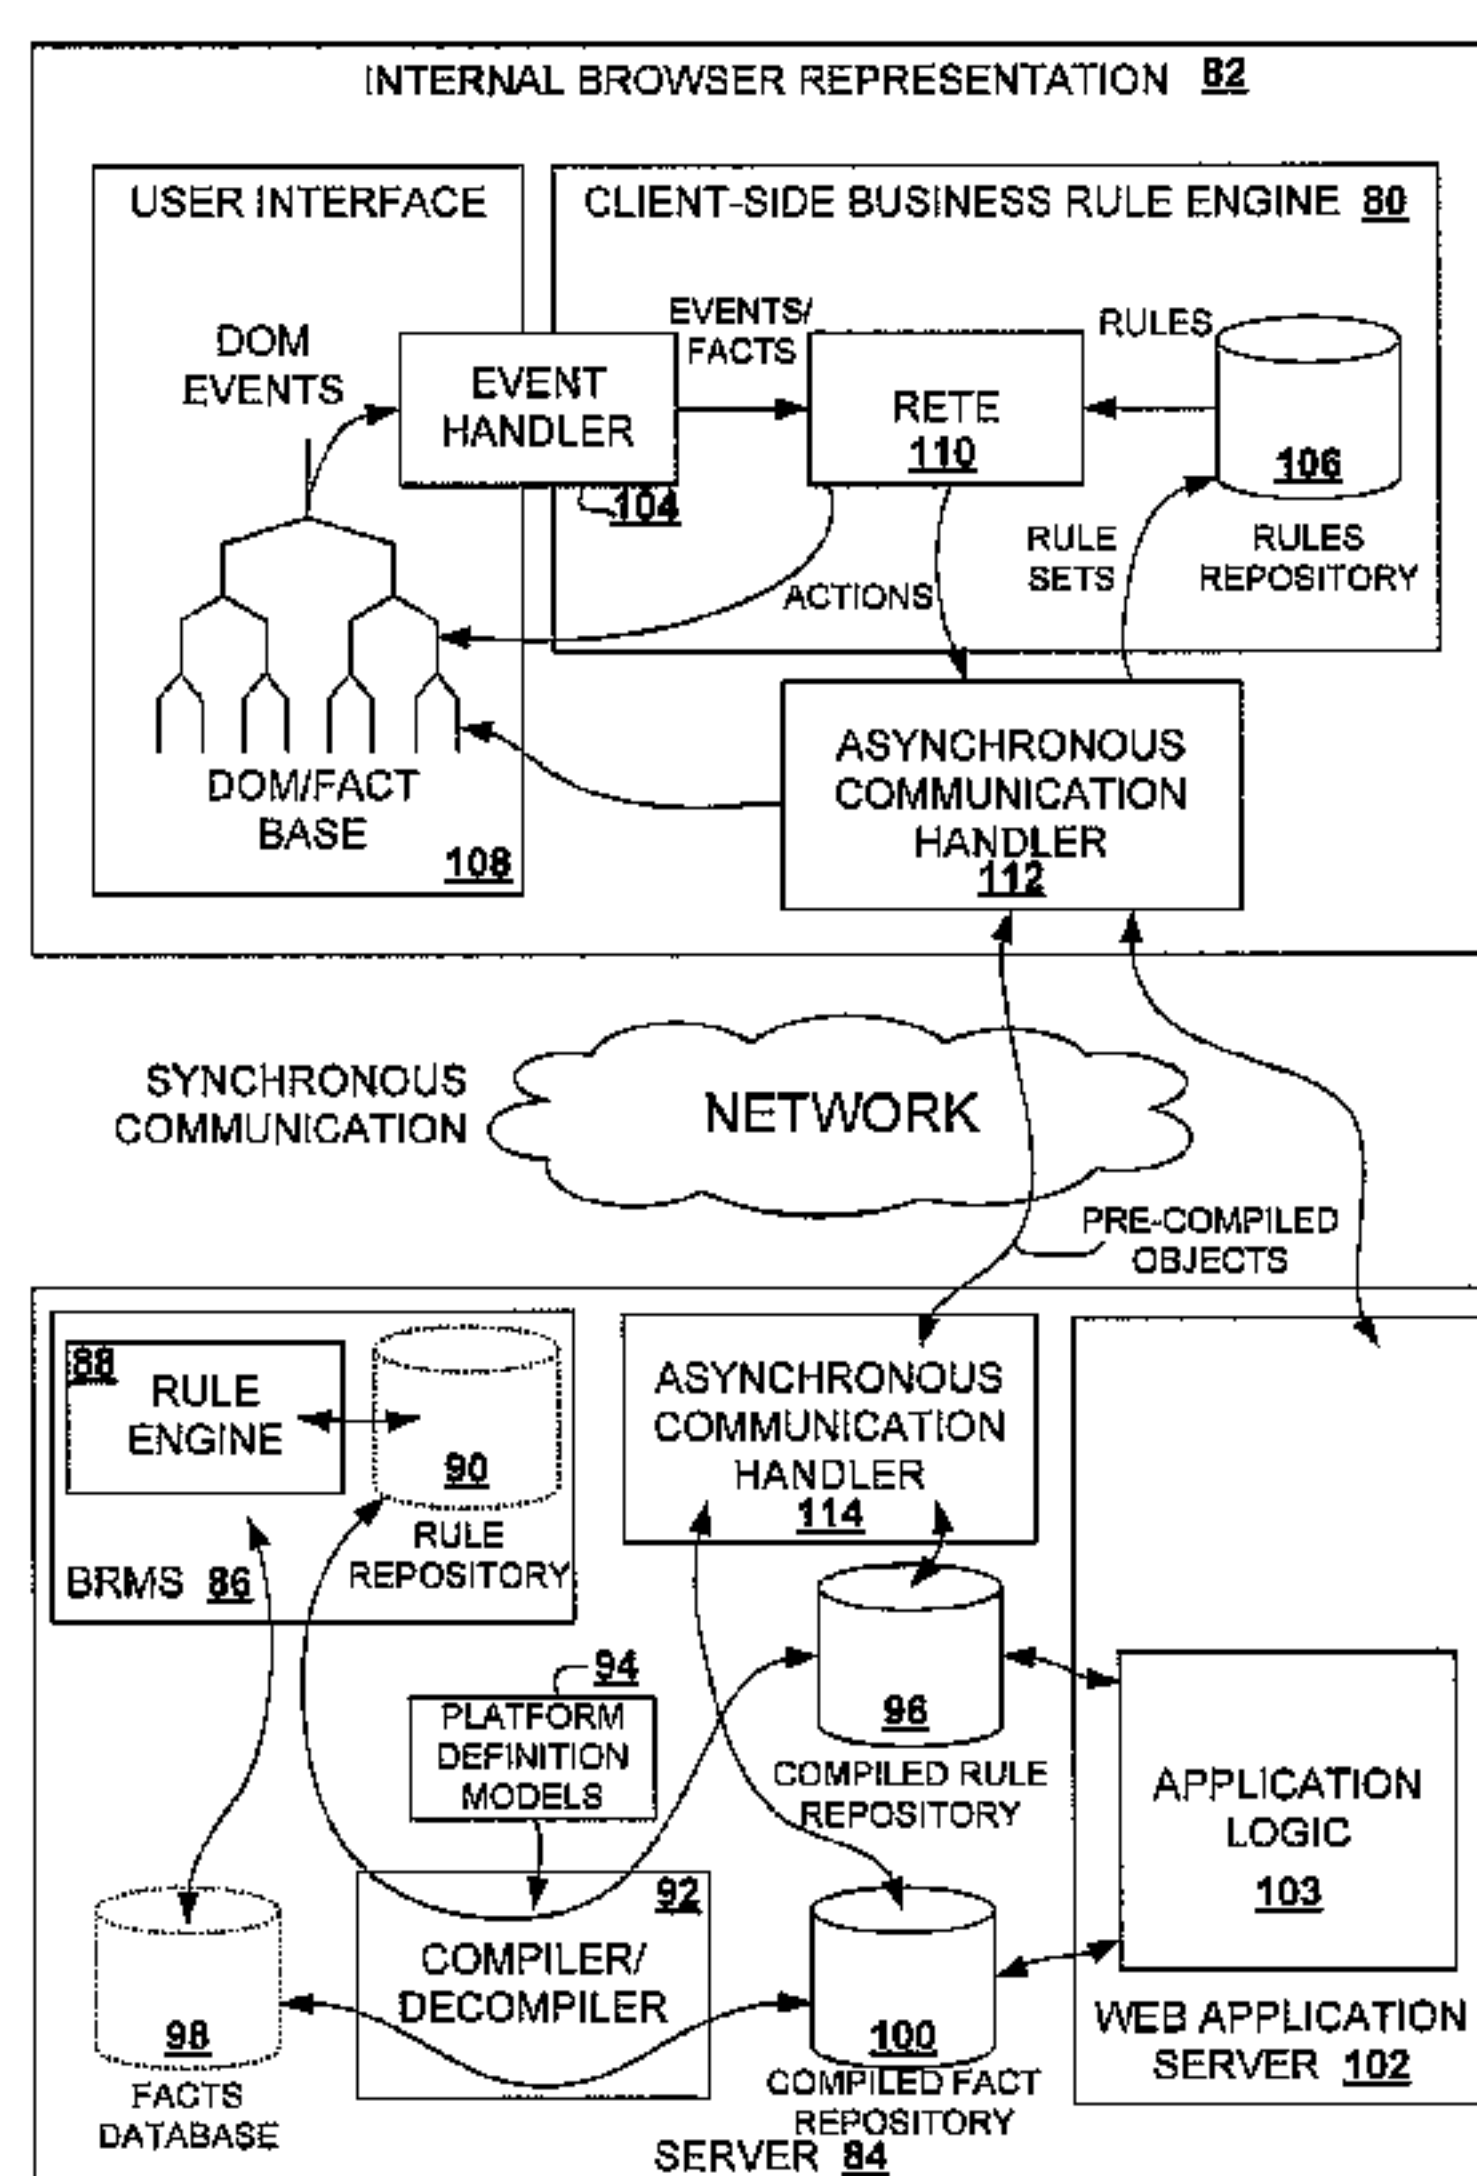 INTERNAL BROWSER REPRESENTATION 82
USER INTERFACE
CLIENT-SIDE BUSINESS RULE ENGINE 80
DOM
EVENTS
EVENT
HANDLER
104
EVENTS/
FACTS
RETE
110
RULES
106
RULES
REPOSITORY
RULE
SETS
ACTIONS
DOM/FACT
BASE
108
ASYNCHRONOUS
COMMUNICATION
HANDLER
112
SYNCHRONOUS
COMMUNICATION
NETWORK
PRE-COMPILED
OBJECTS
88
RULE
ENGINE
90
RULE
REPOSITORY
BRMS 86
ASYNCHRONOUS
COMMUNICATION
HANDLER
114
94
PLATFORM
DEFINITION
MODELS
96
COMPILED RULE
REPOSITORY
APPLICATION
LOGIC
103
92
COMPILER/
DECOMPILER
98
FACTS
DATABASE
100
COMPILED FACT
REPOSITORY
WEB APPLICATION
SERVER 102
SERVER 84